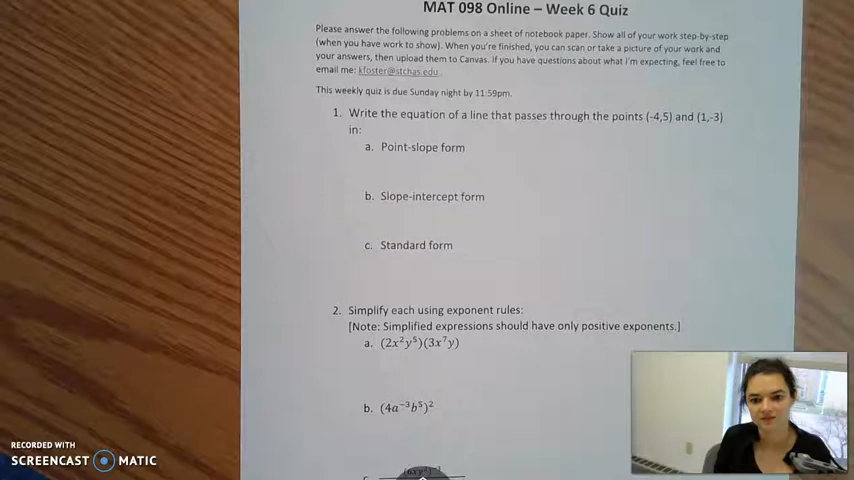 MAT 098 Online – Week 6 Quiz
Please answer the following problems on a sheet of notebook paper. Show all of your work step-by-step
(when you have work to show). When you're finished, you can scan or take a picture of your work and
your answers, then upload them to Canvas. If you have questions about what I'm expecting, feel free to
email me: kfoster@stchas.edu.
This weekly quiz is due Sunday night by 11:59pm.
1. Write the equation of a line that passes through the points (-4,5) and (1,-3)
in:
a. Point-slope form
b. Slope-intercept form
c. Standard form
2. Simplify each using exponent rules:
[Note: Simplified expressions should have only positive exponents.]
a. (2x²y⁵)(3x⁷y)
b. (4a⁻³b⁵)²
RECORDED WITH
SCREENCAST MATIC